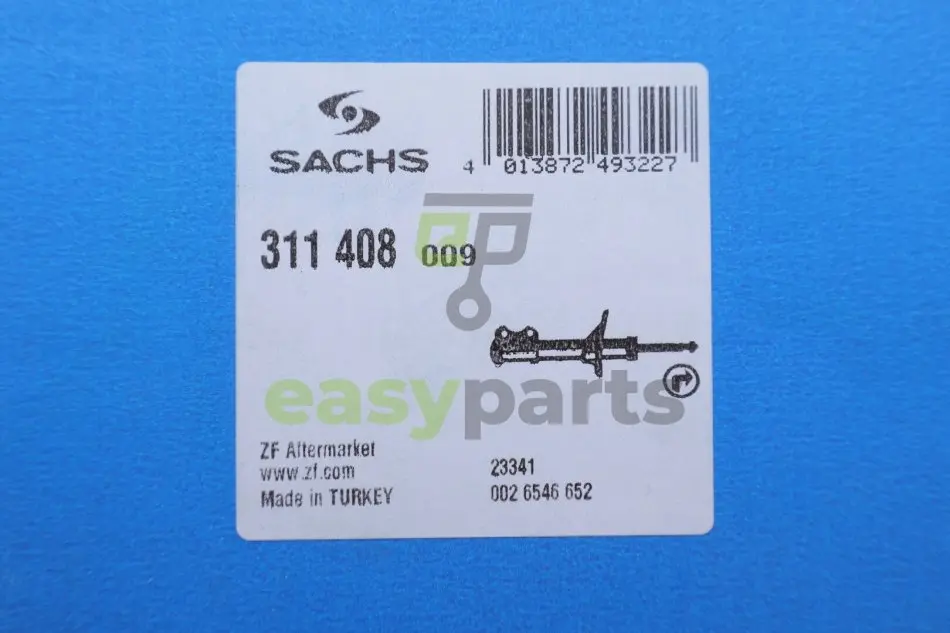 SACHS
4 013872 493227
311 408 009
easyparts
ZF Aftermarket
www.zf.com
Made in TURKEY
23341
002 6546 652